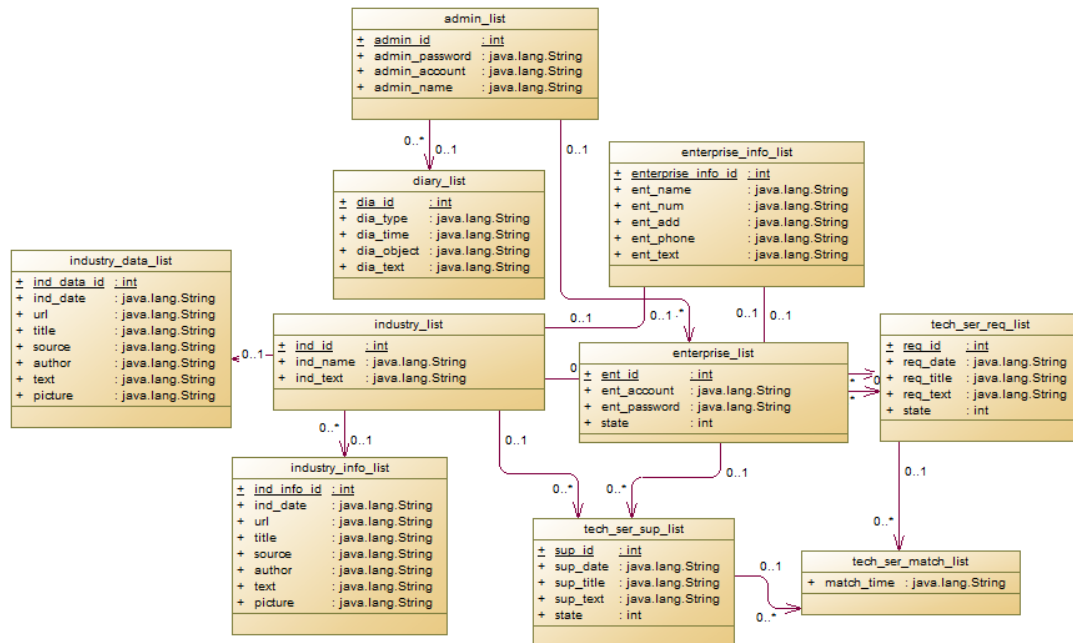 admin_list
+ admin_id : int
+ admin_password : java.lang.String
+ admin_account : java.lang.String
+ admin_name : java.lang.String
0..*
0..1
0..1
enterprise_info_list
+ enterprise_info_id : int
+ ent_name : java.lang.String
+ ent_num : java.lang.String
+ ent_add : java.lang.String
+ ent_phone : java.lang.String
+ ent_text : java.lang.String
diary_list
+ dia_id : int
+ dia_type : java.lang.String
+ dia_time : java.lang.String
+ dia_object : java.lang.String
+ dia_text : java.lang.String
industry_data_list
+ ind_data_id : int
+ ind_date : java.lang.String
+ url : java.lang.String
+ title : java.lang.String
+ source : java.lang.String
+ author : java.lang.String
+ text : java.lang.String
+ picture : java.lang.String
0..1
0..1
0..1 .*
0..1
0..1
industry_list
+ ind_id : int
+ ind_name : java.lang.String
+ ind_text : java.lang.String
0
enterprise_list
+ ent_id : int
+ ent_account : java.lang.String
+ ent_password : java.lang.String
+ state : int
*
0
*
tech_ser_req_list
+ req_id : int
+ req_date : java.lang.String
+ req_title : java.lang.String
+ req_text : java.lang.String
+ state : int
0..*
0..1
0..1
0..1
0..1
industry_info_list
+ ind_info_id : int
+ ind_date : java.lang.String
+ url : java.lang.String
+ title : java.lang.String
+ source : java.lang.String
+ author : java.lang.String
+ text : java.lang.String
+ picture : java.lang.String
0..*
0..*
0..*
tech_ser_sup_list
+ sup_id : int
+ sup_date : java.lang.String
+ sup_title : java.lang.String
+ sup_text : java.lang.String
+ state : int
0..1
0..*
tech_ser_match_list
+ match_time : java.lang.String